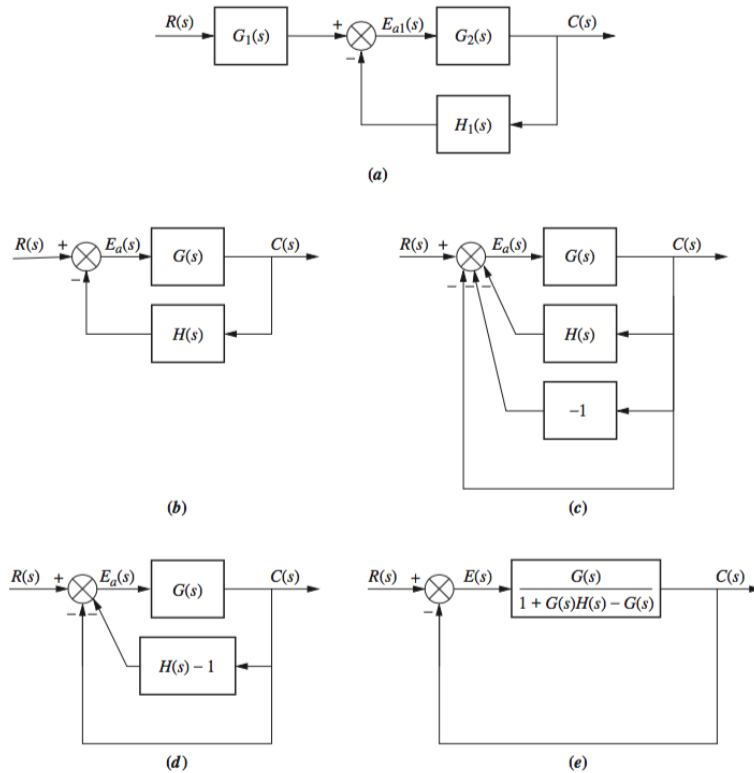 R(s) G₁(s) + − Eₐ₁(s) G₂(s) C(s)
H₁(s)
(a)
R(s) + − Eₐ(s) G(s) C(s)
H(s)
(b)
R(s) + − − − Eₐ(s) G(s) C(s)
H(s)
−1
(c)
R(s) + − − Eₐ(s) G(s) C(s)
H(s) − 1
(d)
R(s) + − E(s) G(s) C(s)
1 + G(s)H(s) − G(s)
(e)